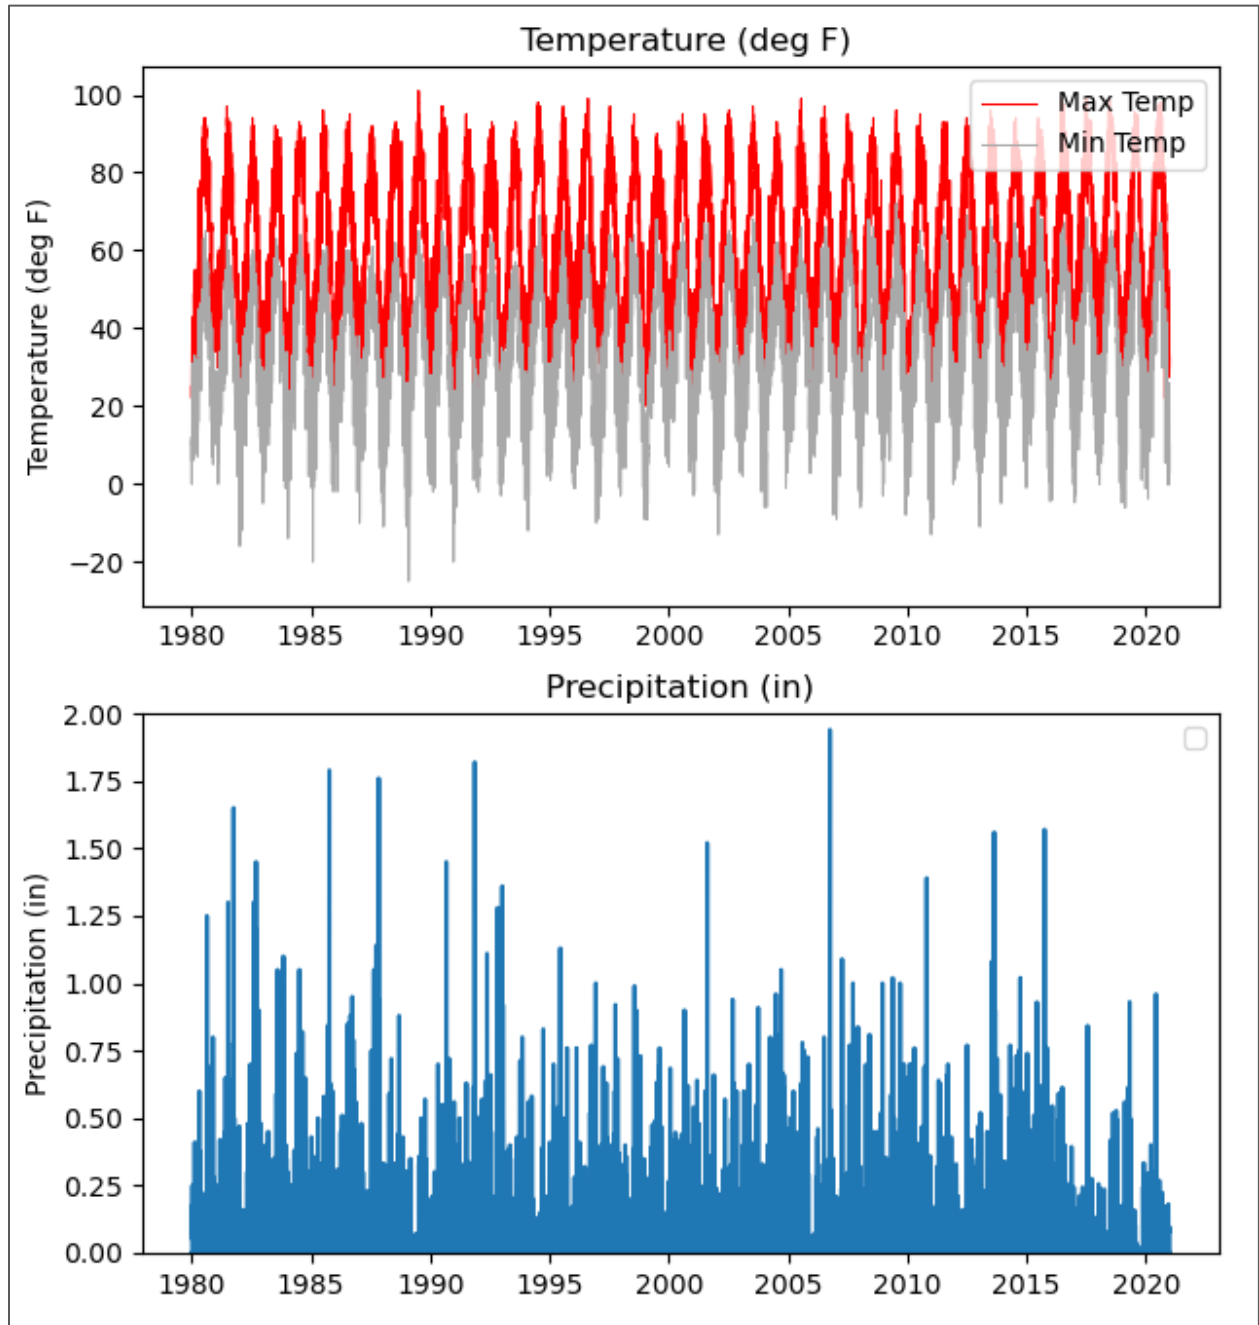 Temperature (deg F)
Temperature (deg F)
100
80
60
40
20
0
−20
Max Temp
Min Temp
1980 1985 1990 1995 2000 2005 2010 2015 2020
Precipitation (in)
Precipitation (in)
2.00
1.75
1.50
1.25
1.00
0.75
0.50
0.25
0.00
1980 1985 1990 1995 2000 2005 2010 2015 2020